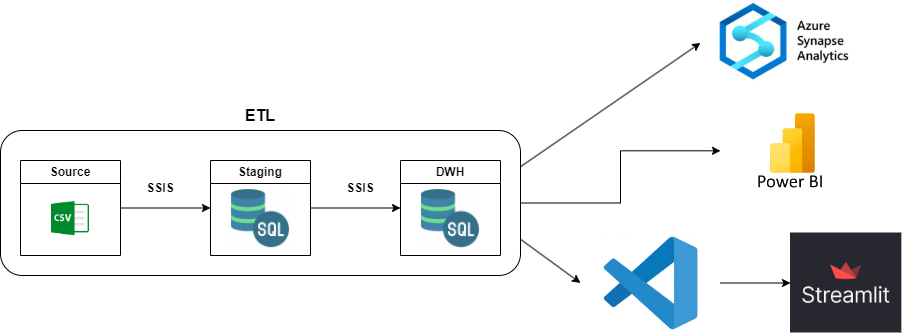 Azure
Synapse
Analytics
ETL
Source
SSIS
Staging
SSIS
DWH
CSV
SQL
SQL
Power BI
Streamlit